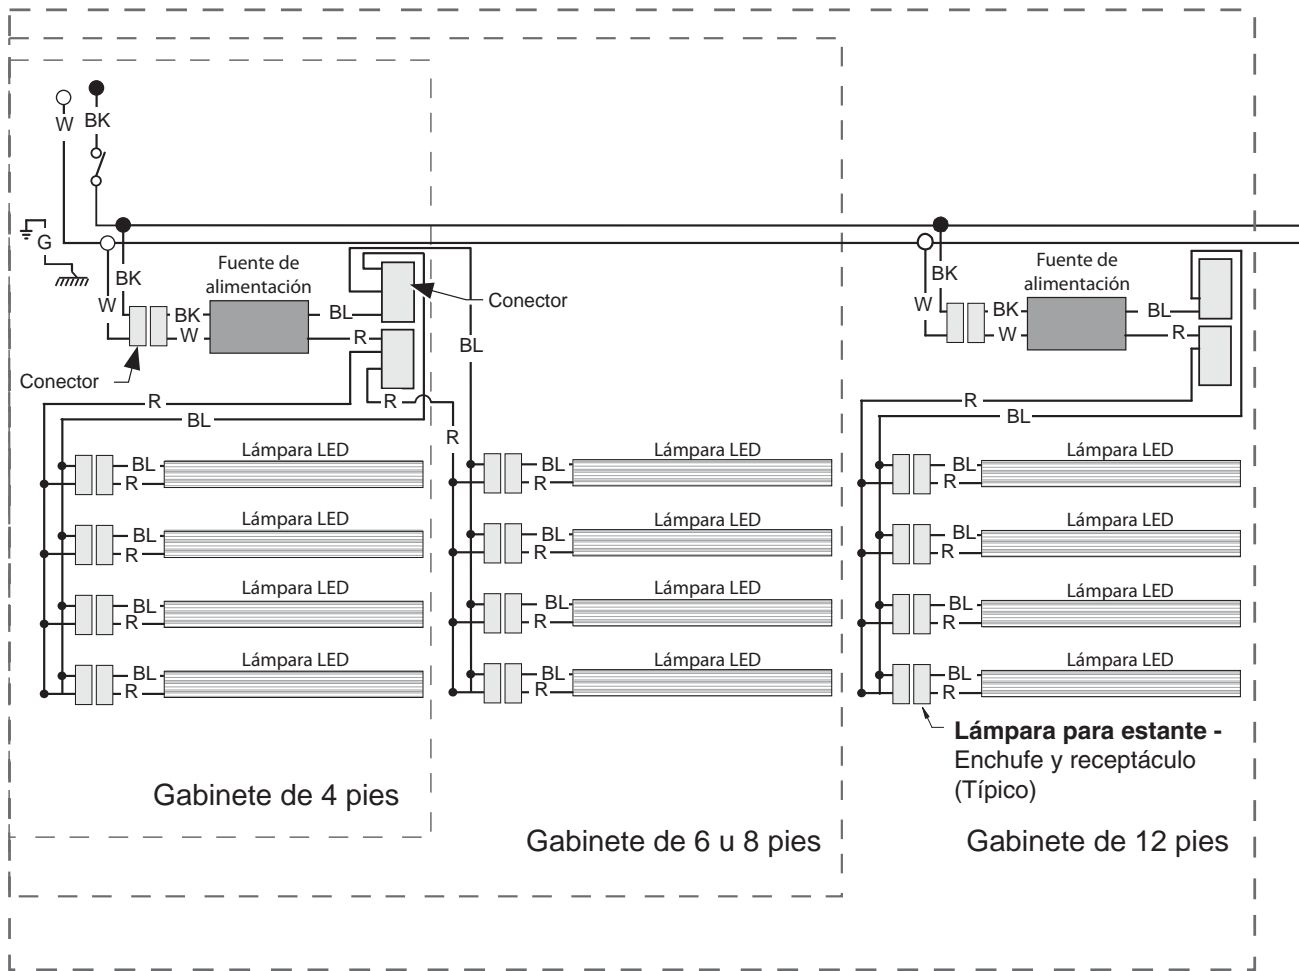 W
BK
G
BK
W
Fuente de
alimentación
BK
W
BL
R
Conector
BL
Conector
R
BL
R
R
BK
W
Fuente de
alimentación
BK
W
BL
R
R
BL
Lámpara LED
BL
R
Lámpara LED
BL
R
Lámpara LED
BL
R
Lámpara LED
BL
R
Lámpara LED
BL
R
Lámpara LED
BL
R
Lámpara LED
BL
R
Lámpara LED
BL
R
Lámpara LED
BL
R
Lámpara LED
BL
R
Lámpara LED
BL
R
Lámpara LED
BL
R
Lámpara para estante -
Enchufe y receptáculo
(Típico)
Gabinete de 4 pies
Gabinete de 6 u 8 pies
Gabinete de 12 pies